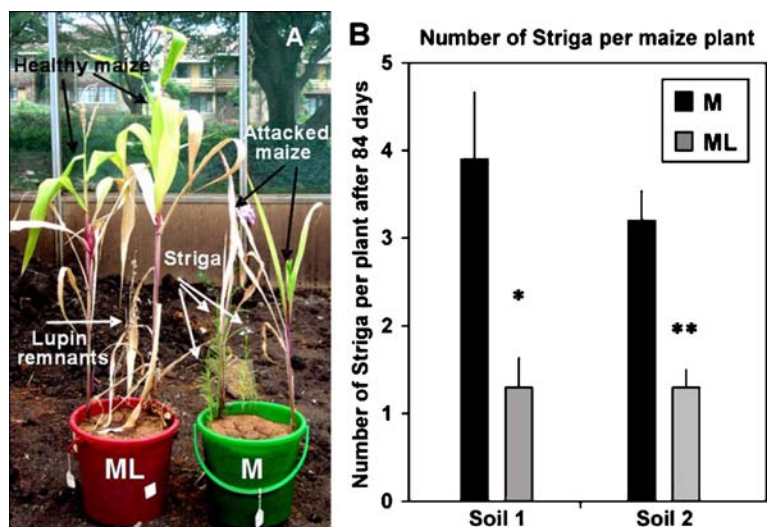 A
Healthy maize
Attacked
maize
Striga
Lupin
remnants
ML
M
B
Number of Striga per maize plant
Number of Striga per plant after 84 days
5
4
3
2
1
0
M
ML
*
**
Soil 1
Soil 2